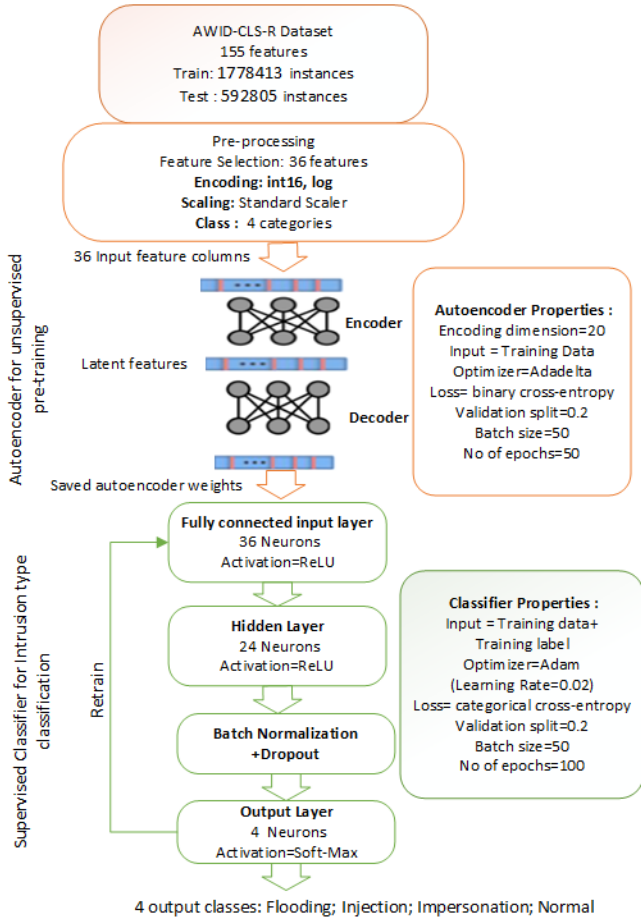 AWID-CLS-R Dataset
155 features
Train: 1778413 instances
Test : 592805 instances
Pre-processing
Feature Selection: 36 features
Encoding: int16, log
Scaling: Standard Scaler
Class : 4 categories
36 Input feature columns
Autoencoder for unsupervised
pre-training
Encoder
Latent features
Decoder
Saved autoencoder weights
Autoencoder Properties :
Encoding dimension=20
Input = Training Data
Optimizer=Adadelta
Loss= binary cross-entropy
Validation split=0.2
Batch size=50
No of epochs=50
Supervised Classifier for Intrusion type
classification
Retrain
Fully connected input layer
36 Neurons
Activation=ReLU
Hidden Layer
24 Neurons
Activation=ReLU
Batch Normalization
+Dropout
Output Layer
4 Neurons
Activation=Soft-Max
Classifier Properties :
Input = Training data+
Training label
Optimizer=Adam
(Learning Rate=0.02)
Loss= categorical cross-entropy
Validation split=0.2
Batch size=50
No of epochs=100
4 output classes: Flooding; Injection; Impersonation; Normal